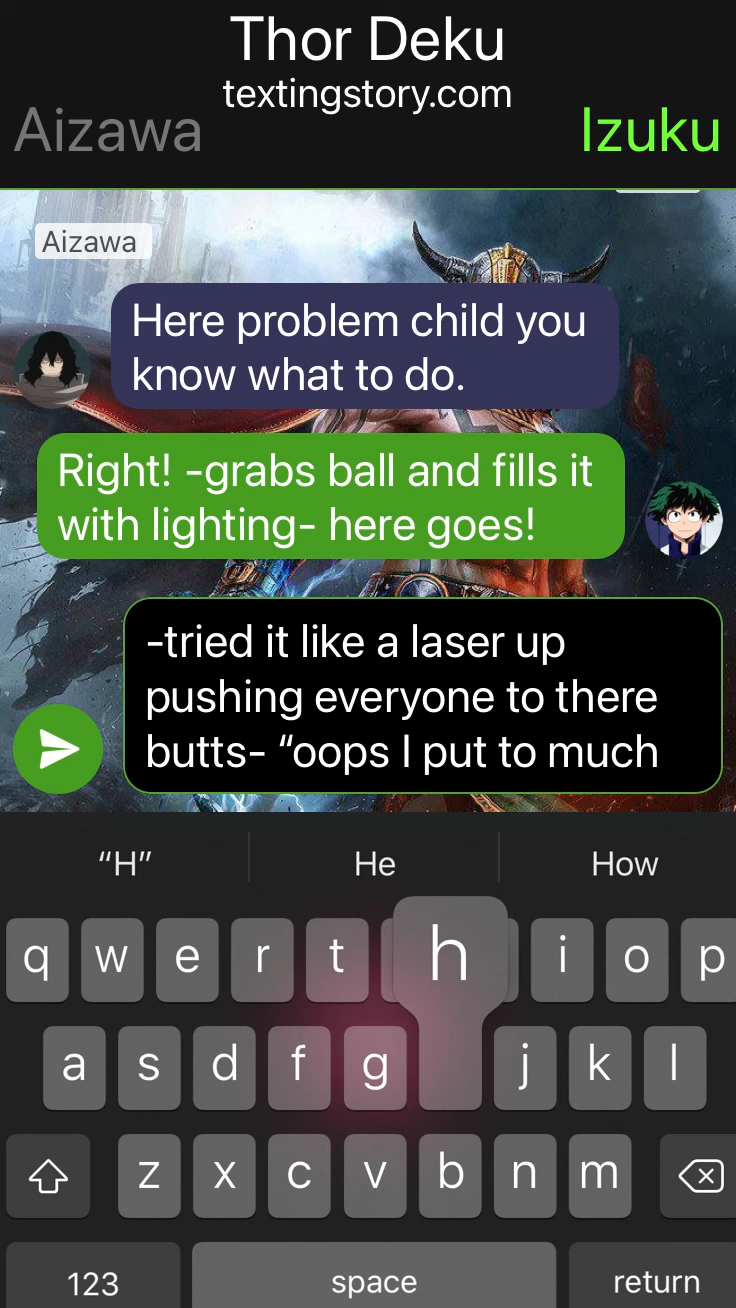 Thor Deku
textingstory.com
Aizawa
Izuku
Aizawa
Here problem child you
know what to do.
Right! -grabs ball and fills it
with lighting- here goes!
-tried it like a laser up
pushing everyone to there
butts- “oops I put to much
“H” He How
q w e r t h i o p
a s d f g j k l
z x c v b n m
123 space return